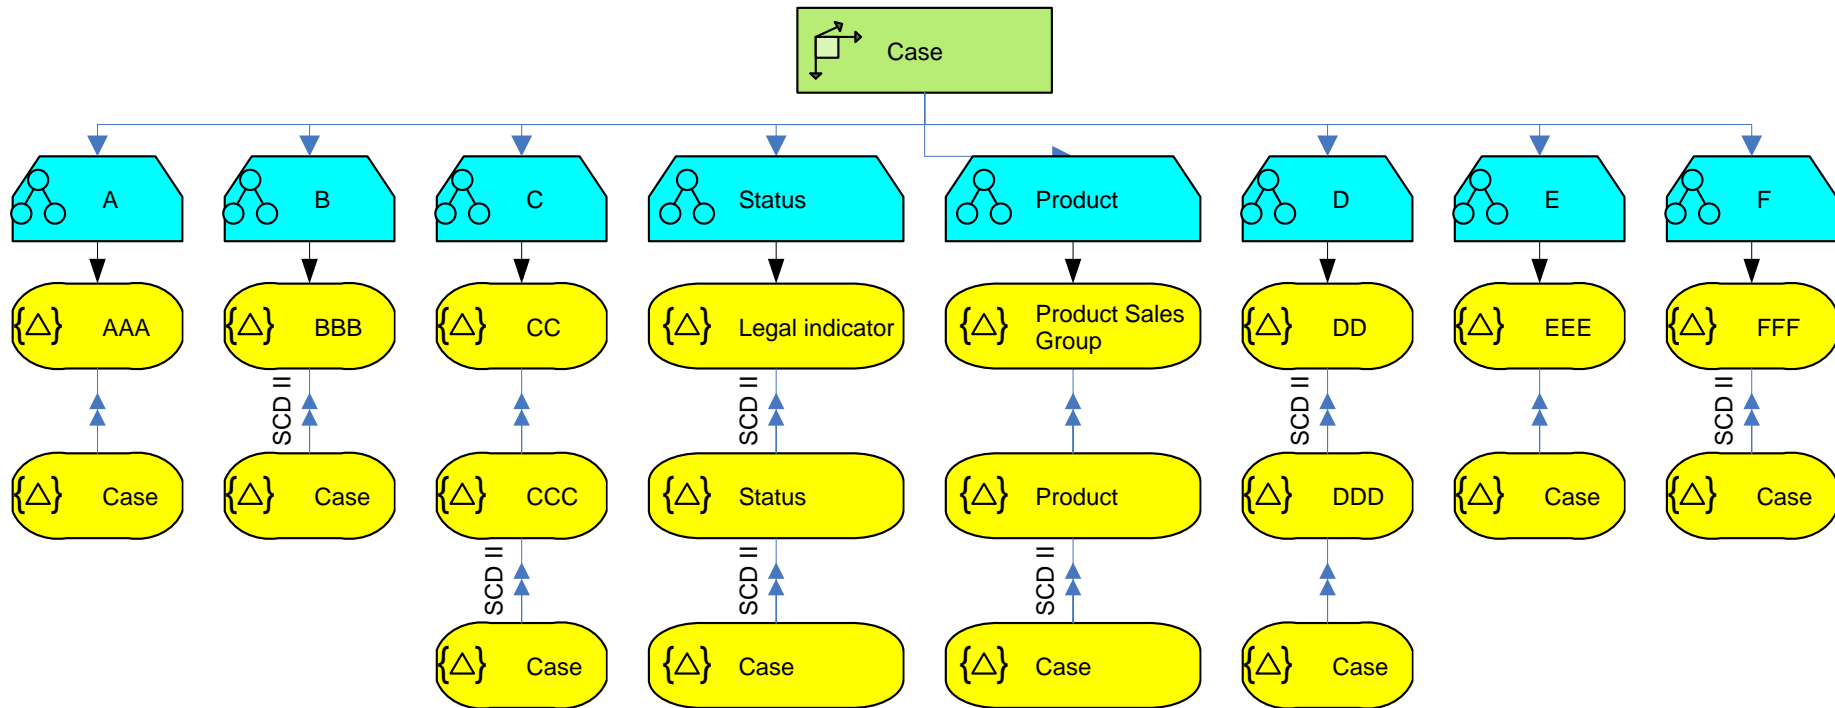 Case
A
B
C
Status
Product
D
E
F
AAA
BBB
CC
Legal indicator
Product Sales
Group
DD
EEE
FFF
SCD II
SCD II
SCD II
SCD II
Case
Case
CCC
Status
Product
DDD
Case
Case
SCD II
SCD II
SCD II
Case
Case
Case
Case